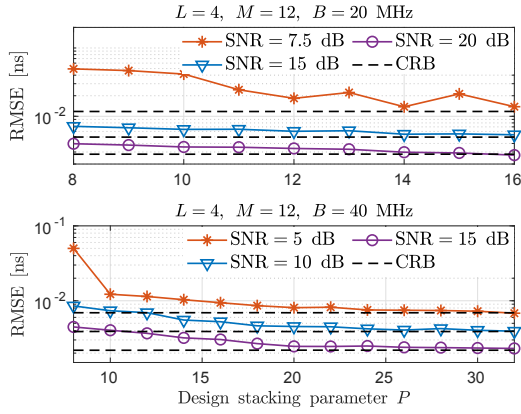 L = 4, M = 12, B = 20 MHz
SNR = 7.5 dB SNR = 20 dB
SNR = 15 dB CRB
RMSE [ns]
10^-2
8 10 12 14 16
L = 4, M = 12, B = 40 MHz
10^-1
SNR = 5 dB SNR = 15 dB
SNR = 10 dB CRB
RMSE [ns]
10^-2
10 15 20 25 30
Design stacking parameter P